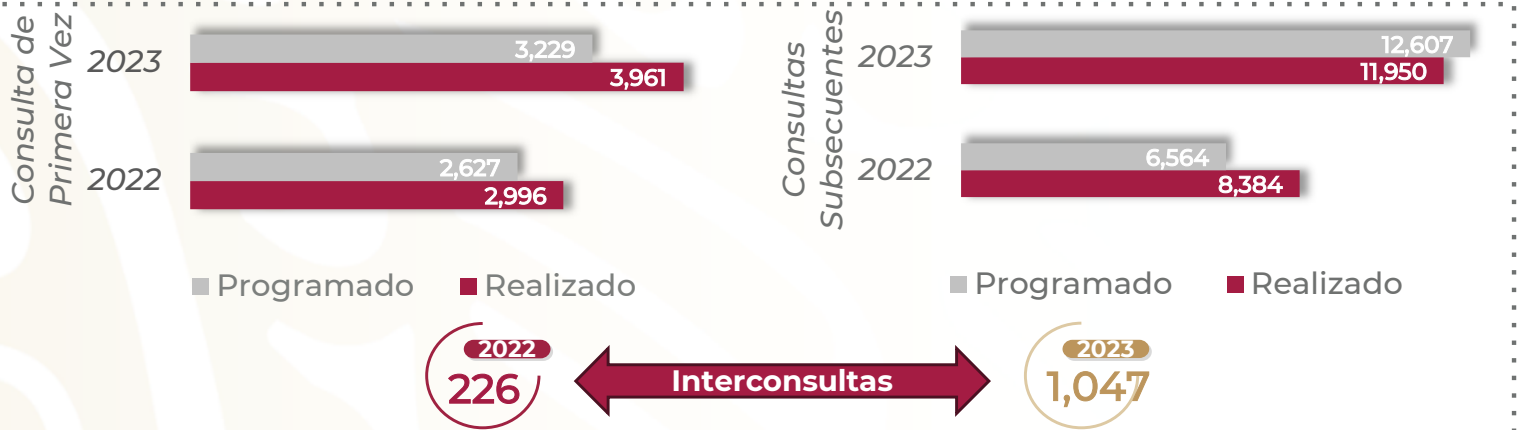 Consulta de
Primera Vez
2023
3,229
3,961
2022
2,627
2,996
Programado
Realizado
Consultas
Subsecuentes
2023
12,607
11,950
2022
6,564
8,384
Programado
Realizado
2022
226
Interconsultas
2023
1,047